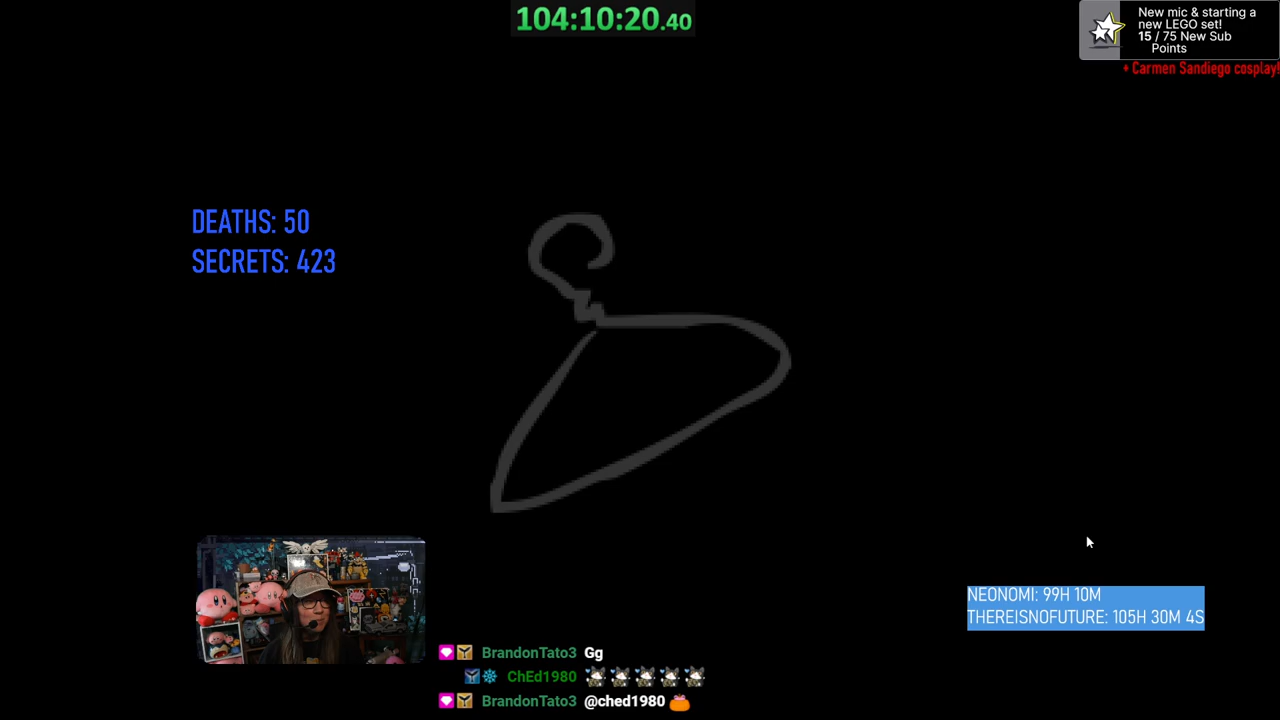 104:10:20.40
New mic & starting a
new LEGO set!
15 / 75 New Sub
Points
+ Carmen Sandiego cosplay!
DEATHS: 50
SECRETS: 423
NEONOMI: 99H 10M
THEREISNOFUTURE: 105H 30M 4S
BrandonTato3 Gg
ChEd1980
BrandonTato3 @ched1980